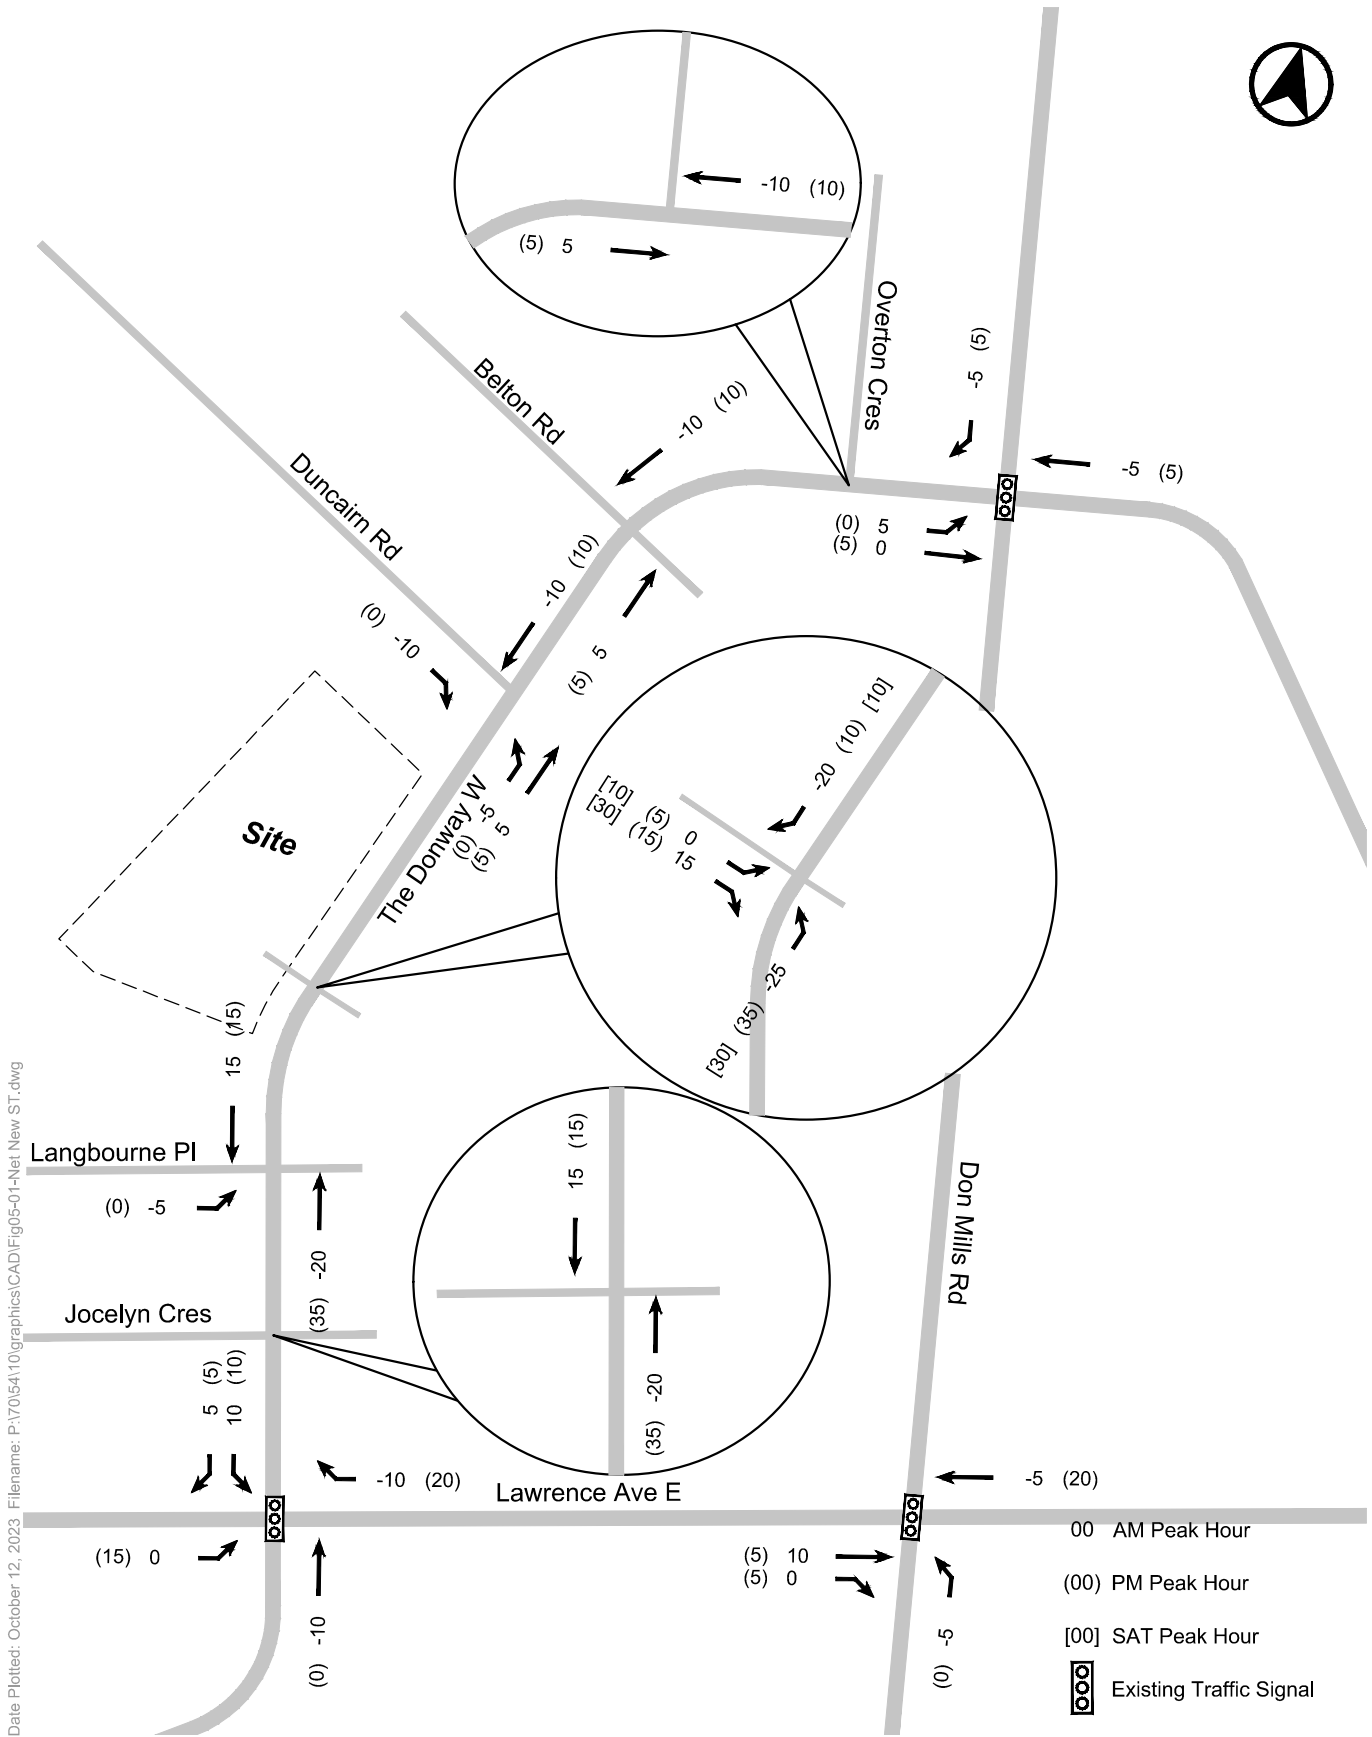 -10 (10)
(5) 5
Overton Cres
-5 (5)
Belton Rd
-10 (10)
Duncairn Rd
-5 (5)
(0) 5
(5) 0
-10 (10)
(0) -10
(5) 5
-20 (10) [10]
[10] (5) 0
[30] (15) 15
The Donway W
(0) -5
(5) 5
Site
[30] (35) -25
15 (15)
Langbourne Pl
(0) -5
(35) -20
15 (15)
Don Mills Rd
Jocelyn Cres
5 (5)
10 (10)
(35) -20
-10 (20)
Lawrence Ave E
-5 (20)
(15) 0
(0) -10
(5) 10
(5) 0
(0) -5
00 AM Peak Hour
(00) PM Peak Hour
[00] SAT Peak Hour
Existing Traffic Signal
Date Plotted: October 12, 2023 Filename: P:\70\54\10\graphics\CAD\Fig05-01-Net New ST.dwg